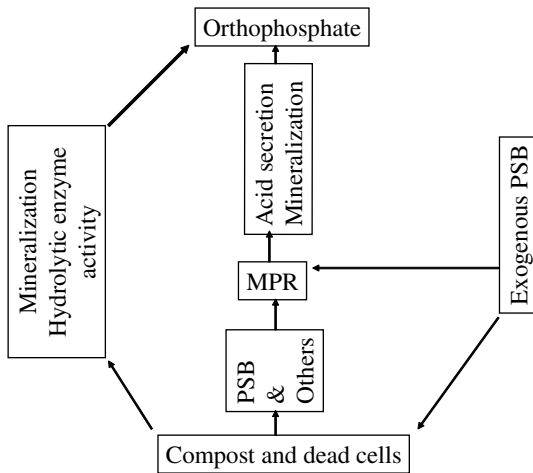 Orthophosphate
Mineralization
Hydrolytic enzyme
activity
Acid secretion
Mineralization
Exogenous PSB
MPR
PSB
&
Others
Compost and dead cells